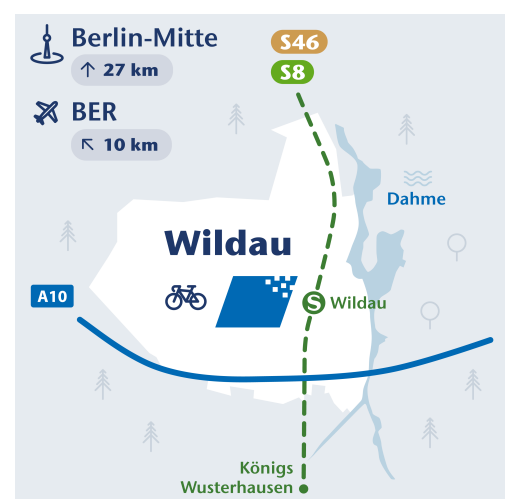 Berlin-Mitte
↑ 27 km
BER
↖ 10 km
S46
S8
Dahme
Wildau
A10
S Wildau
Königs
Wusterhausen